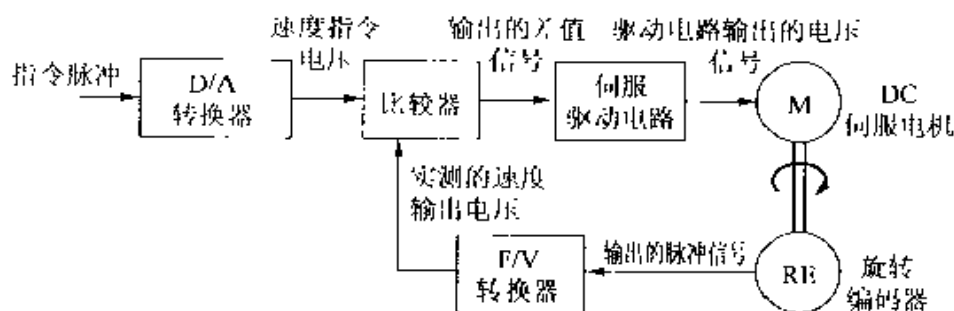 指令脉冲
D/A
转换器
速度指令
电压
比较器
输出的差值
信号
伺服
驱动电路
驱动电路输出的电压
信号
M
DC
伺服电机
实测的速度
输出电压
F/V
转换器
输出的脉冲信号
RE
旋转
编码器